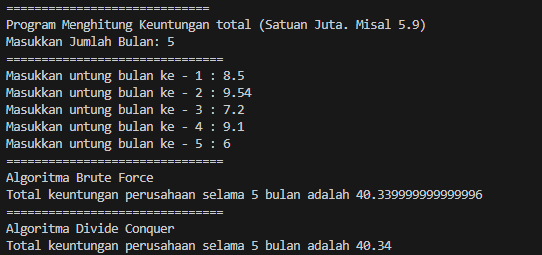 =============================
Program Menghitung Keuntungan total (Satuan Juta. Misal 5.9)
Masukkan Jumlah Bulan: 5
===============================
Masukkan untung bulan ke - 1 : 8.5
Masukkan untung bulan ke - 2 : 9.54
Masukkan untung bulan ke - 3 : 7.2
Masukkan untung bulan ke - 4 : 9.1
Masukkan untung bulan ke - 5 : 6
===============================
Algoritma Brute Force
Total keuntungan perusahaan selama 5 bulan adalah 40.339999999999996
===============================
Algoritma Divide Conquer
Total keuntungan perusahaan selama 5 bulan adalah 40.34